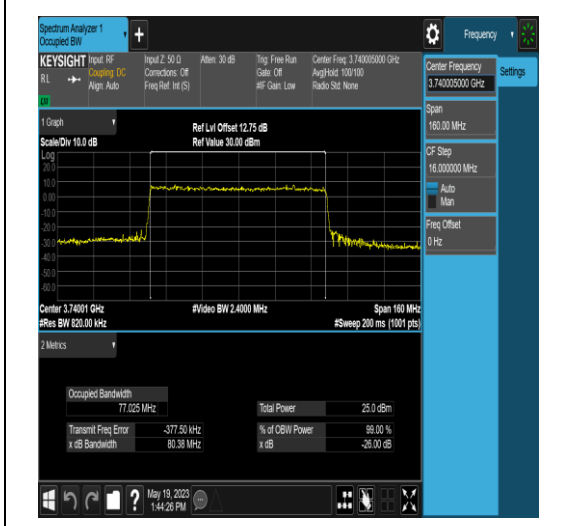 Spectrum Analyzer 1
Occupied BW
Frequency
KEYSIGHT
Input: RF
Input Z: 50 Ω
Atten: 30 dB
Trig: Free Run
Center Freq: 3.740005000 GHz
RL
Coupling: DC
Corrections: Off
Gate: Off
Avg|Hold: 100/100
Align: Auto
Freq Ref: Int (S)
#IF Gain: Low
Radio Std: None
Center Frequency
3.740005000 GHz
Settings
Span
160.00 MHz
CF Step
16.000000 MHz
Auto
Man
Freq Offset
0 Hz
1 Graph
Ref Lvl Offset 12.75 dB
Scale/Div 10.0 dB
Ref Value 30.00 dBm
Log
20.0
10.0
0.00
-10.0
-20.0
-30.0
-40.0
-50.0
-60.0
Center 3.74001 GHz
#Video BW 2.4000 MHz
Span 160 MHz
#Res BW 820.00 kHz
#Sweep 200 ms (1001 pts)
2 Metrics
Occupied Bandwidth
77.025 MHz
Total Power
25.0 dBm
Transmit Freq Error
-377.50 kHz
% of OBW Power
99.00 %
x dB Bandwidth
80.38 MHz
x dB
-26.00 dB
?
May 19, 2023
1:44:26 PM